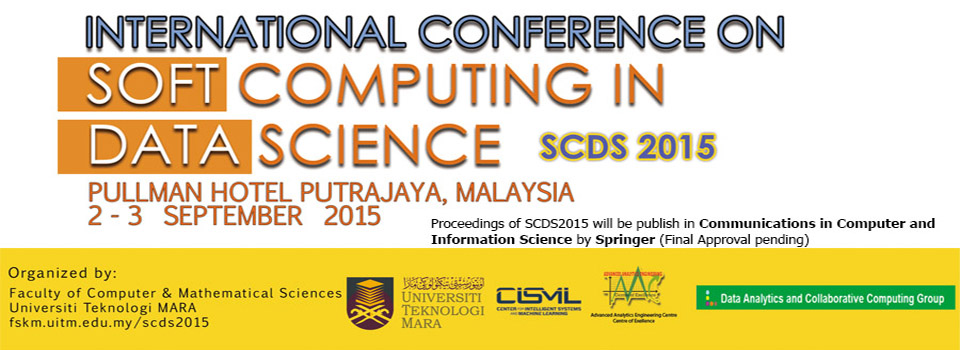 INTERNATIONAL CONFERENCE ON
SOFT COMPUTING IN
DATA SCIENCE SCDS 2015
PULLMAN HOTEL PUTRAJAYA, MALAYSIA
2 - 3 SEPTEMBER 2015
Proceedings of SCDS2015 will be publish in Communications in Computer and
Information Science by Springer (Final Approval pending)
Organized by:
Faculty of Computer & Mathematical Sciences
Universiti Teknologi MARA
fskm.uitm.edu.my/scds2015
UNIVERSITI
TEKNOLOGI
MARA
CISMIL
CENTER FOR INTELLIGENT SYSTEMS
AND MACHINE LEARNING
AAEC
Advanced Analytics Engineering Centre
Centre of Exellence
Data Analytics and Collaborative Computing Group